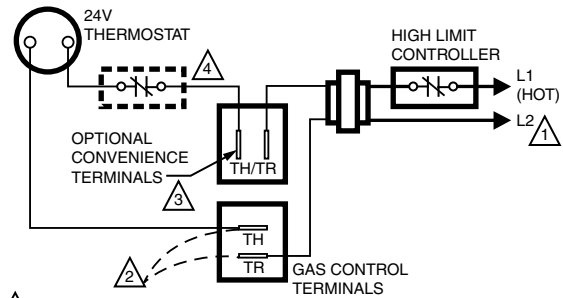 24V
THERMOSTAT
4
HIGH LIMIT
CONTROLLER
L1
(HOT)
L2
1
OPTIONAL
CONVENIENCE
TERMINALS
3
TH/TR
TH
TR
2
GAS CONTROL
TERMINALS